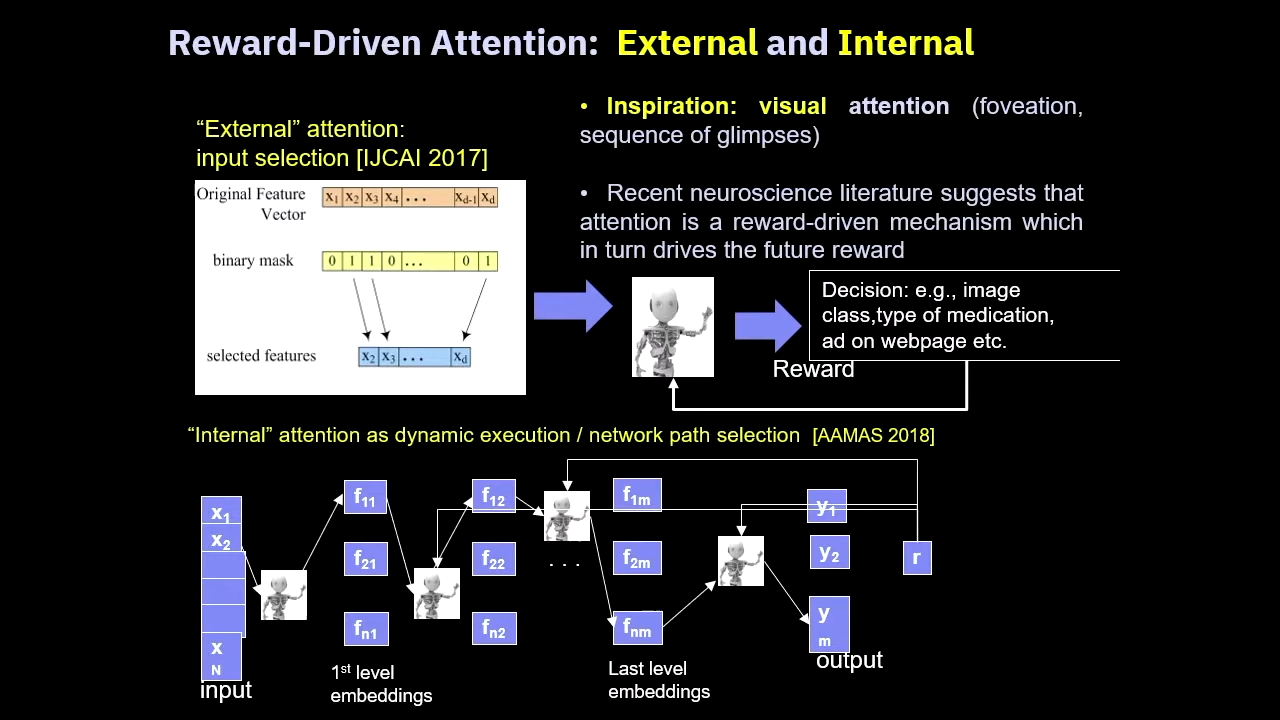 Reward-Driven Attention: External and Internal
“External” attention:
input selection [IJCAI 2017]
Original Feature
Vector
x1 x2 x3 x4 ... xd-1 xd
binary mask
0 1 1 0 ... 0 1
selected features
x2 x3 ... xd
• Inspiration: visual attention (foveation,
sequence of glimpses)
• Recent neuroscience literature suggests that
attention is a reward-driven mechanism which
in turn drives the future reward
Decision: e.g., image
class,type of medication,
ad on webpage etc.
Reward
“Internal” attention as dynamic execution / network path selection [AAMAS 2018]
x1
x2
x
N
input
f11
f21
fn1
1st level
embeddings
f12
f22
fn2
. . .
f1m
f2m
fnm
Last level
embeddings
y1
y2
y
m
output
r